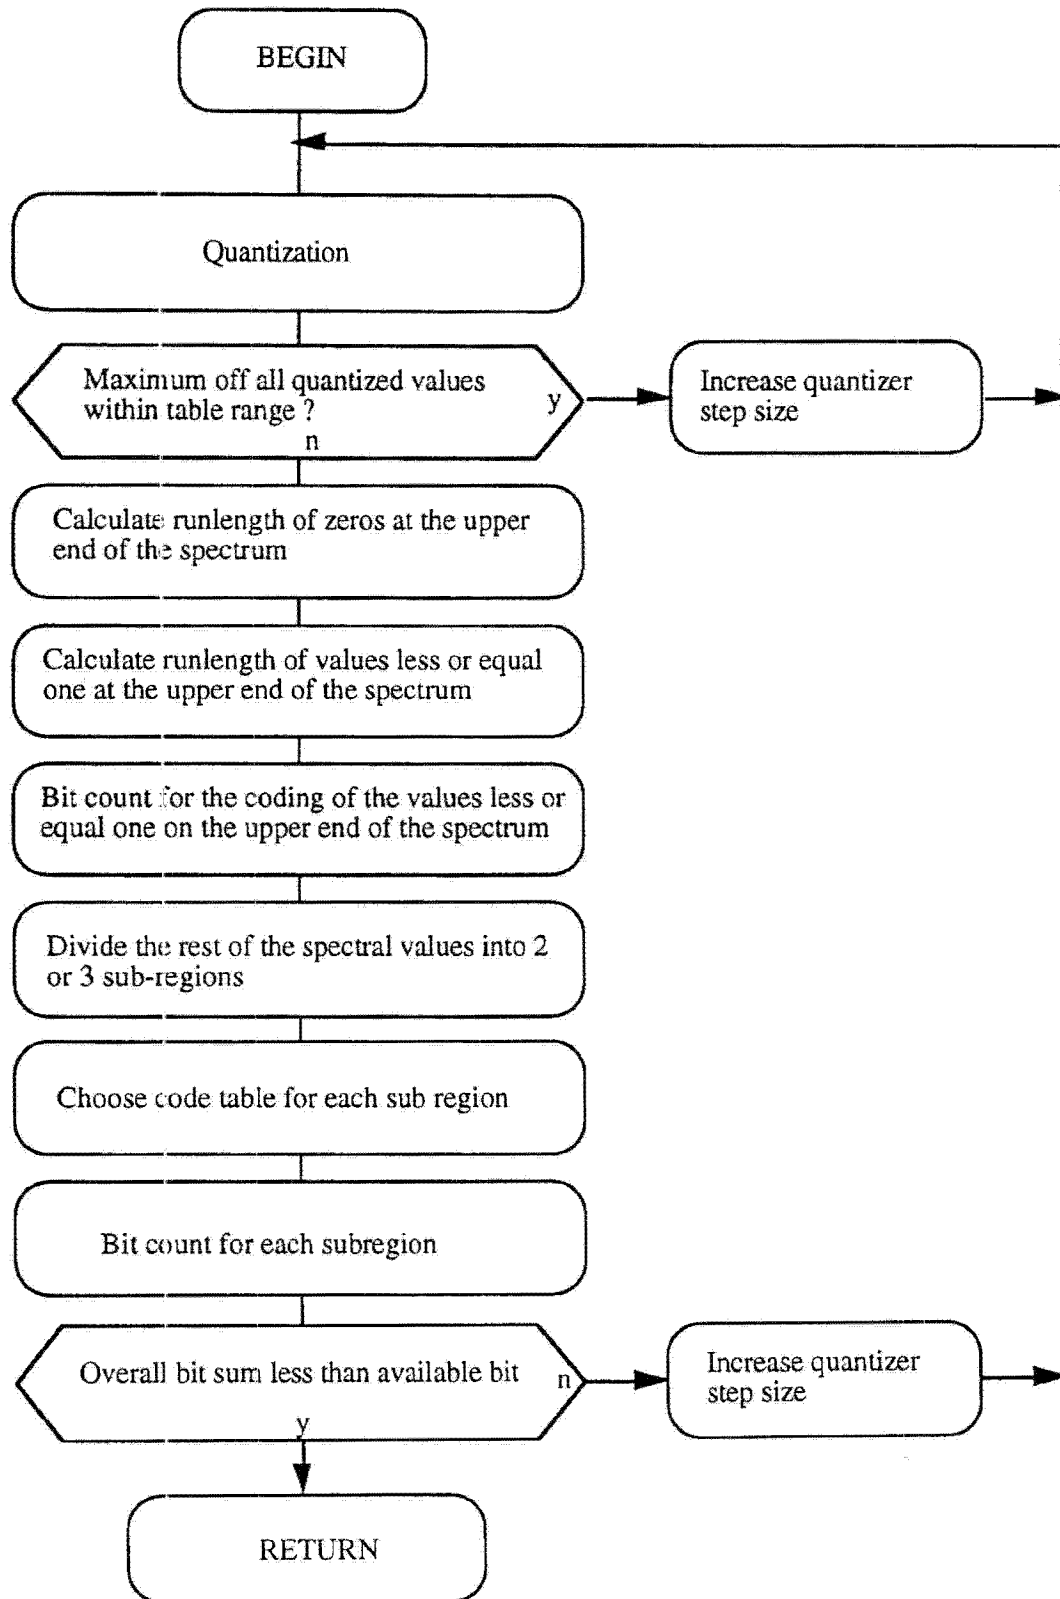 BEGIN
Quantization
Maximum off all quantized values
within table range ?
y
n
Increase quantizer
step size
Calculate runlength of zeros at the upper
end of the spectrum
Calculate runlength of values less or equal
one at the upper end of the spectrum
Bit count for the coding of the values less or
equal one on the upper end of the spectrum
Divide the rest of the spectral values into 2
or 3 sub-regions
Choose code table for each sub region
Bit count for each subregion
Overall bit sum less than available bit
n
y
Increase quantizer
step size
RETURN